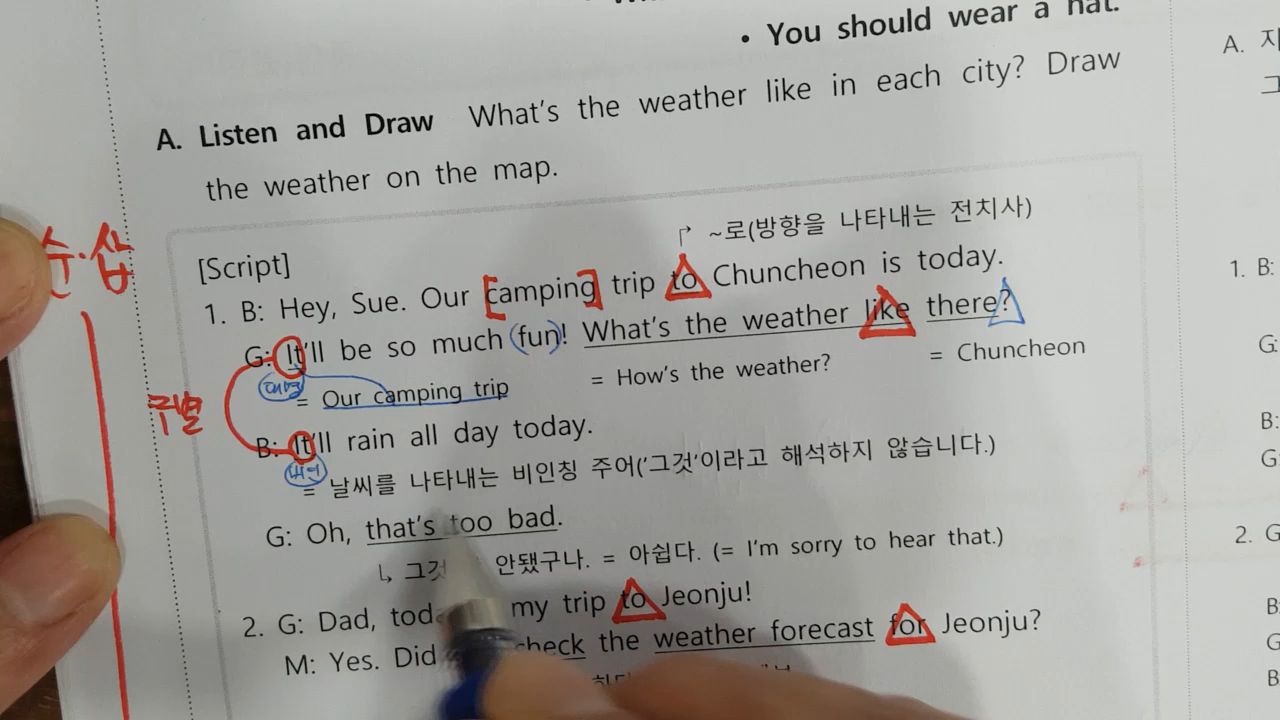 • You should wear a hat.
A. Listen and Draw What's the weather like in each city? Draw
the weather on the map.
~로(방향을 나타내는 전치사)
[Script]
1. B: Hey, Sue. Our [camping] trip to Chuncheon is today.
G: It'll be so much (fun)! What's the weather like there?
= Our camping trip = How's the weather? = Chuncheon
B: It'll rain all day today.
= 날씨를 나타내는 비인칭 주어('그것'이라고 해석하지 않습니다.)
G: Oh, that's too bad.
↳ 그것 안됐구나. = 아쉽다. (= I'm sorry to hear that.)
2. G: Dad, my trip to Jeonju!
M: Yes. Did check the weather forecast for Jeonju?
수·삽
구별
대명
비인
A.
1. B:
G:
B:
G:
2. G
B:
G:
B: